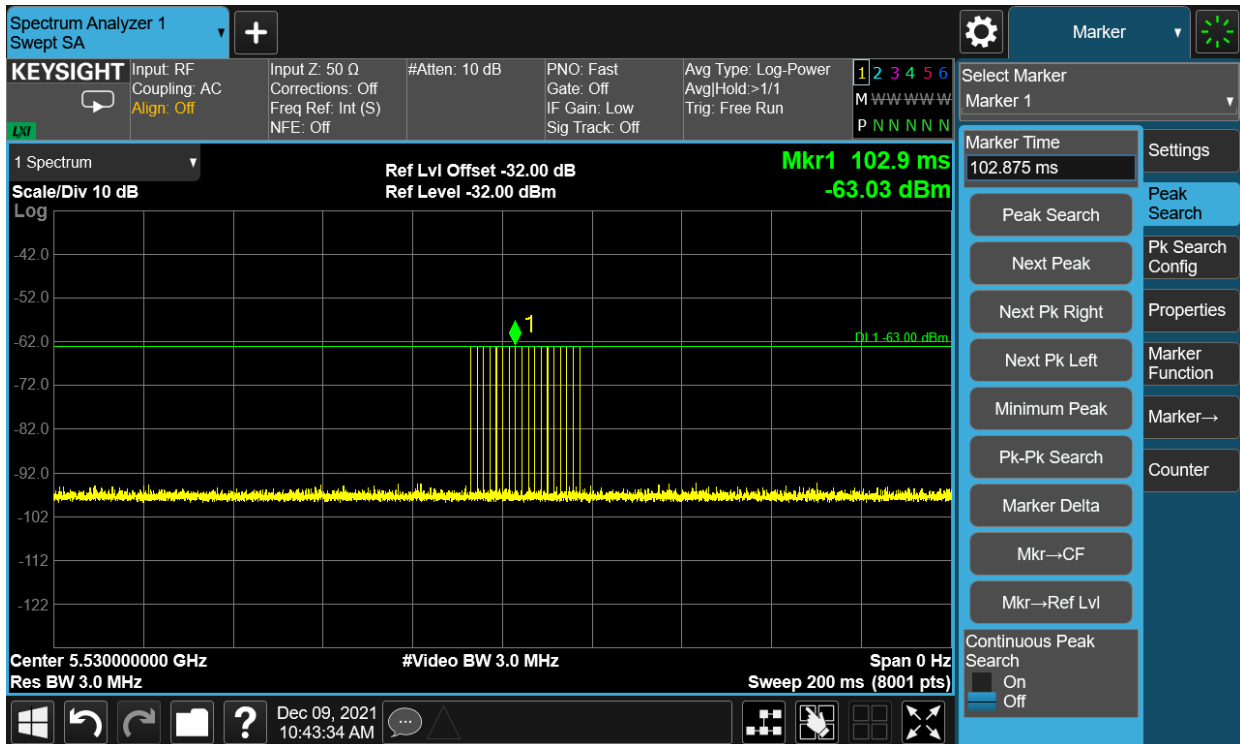 Spectrum Analyzer 1
Swept SA
+
Marker
KEYSIGHT
LXI
Input: RF
Coupling: AC
Align: Off
Input Z: 50 Ω
Corrections: Off
Freq Ref: Int (S)
NFE: Off
#Atten: 10 dB
PNO: Fast
Gate: Off
IF Gain: Low
Sig Track: Off
Avg Type: Log-Power
Avg|Hold:>1/1
Trig: Free Run
1 2 3 4 5 6
M W W W W W
P N N N N N
Select Marker
Marker 1
1 Spectrum
Scale/Div 10 dB
Log
Ref Lvl Offset -32.00 dB
Ref Level -32.00 dBm
Mkr1 102.9 ms
-63.03 dBm
-42.0
-52.0
-62.0
-72.0
-82.0
-92.0
-102
-112
-122
1
DL1 -63.00 dBm
Center 5.530000000 GHz
Res BW 3.0 MHz
#Video BW 3.0 MHz
Span 0 Hz
Sweep 200 ms (8001 pts)
Marker Time
102.875 ms
Peak Search
Next Peak
Next Pk Right
Next Pk Left
Minimum Peak
Pk-Pk Search
Marker Delta
Mkr→CF
Mkr→Ref Lvl
Continuous Peak
Search
On
Off
Settings
Peak
Search
Pk Search
Config
Properties
Marker
Function
Marker→
Counter
?
Dec 09, 2021
10:43:34 AM